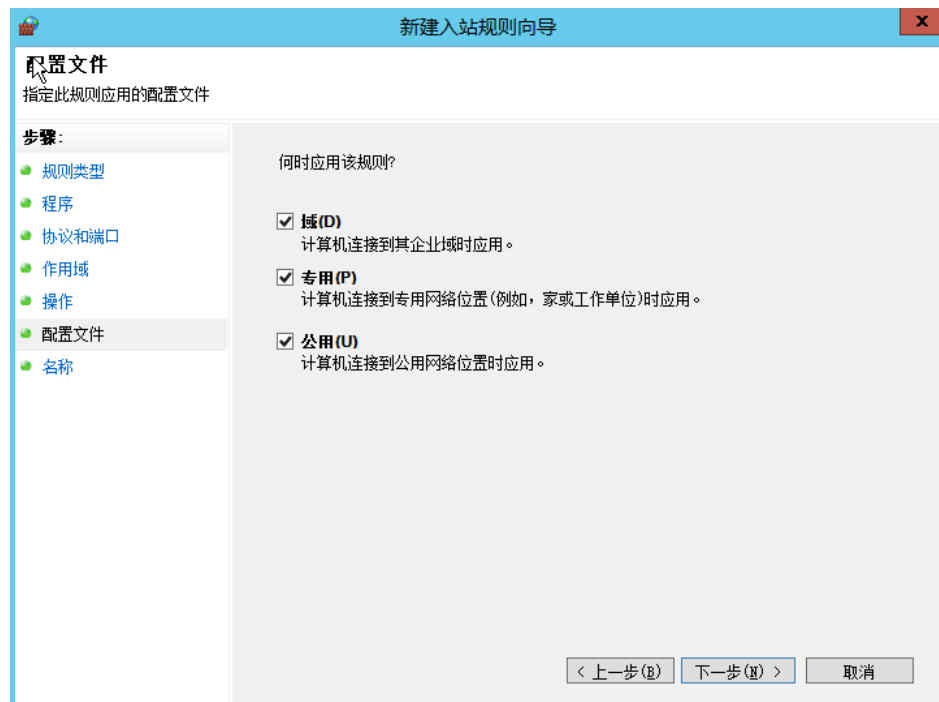 新建入站规则向导
配置文件
指定此规则应用的配置文件
步骤:
规则类型
程序
协议和端口
作用域
操作
配置文件
名称
何时应用该规则?
域(D)
计算机连接到其企业域时应用。
专用(P)
计算机连接到专用网络位置(例如，家或工作单位)时应用。
公用(U)
计算机连接到公用网络位置时应用。
< 上一步(B) 下一步(N) > 取消